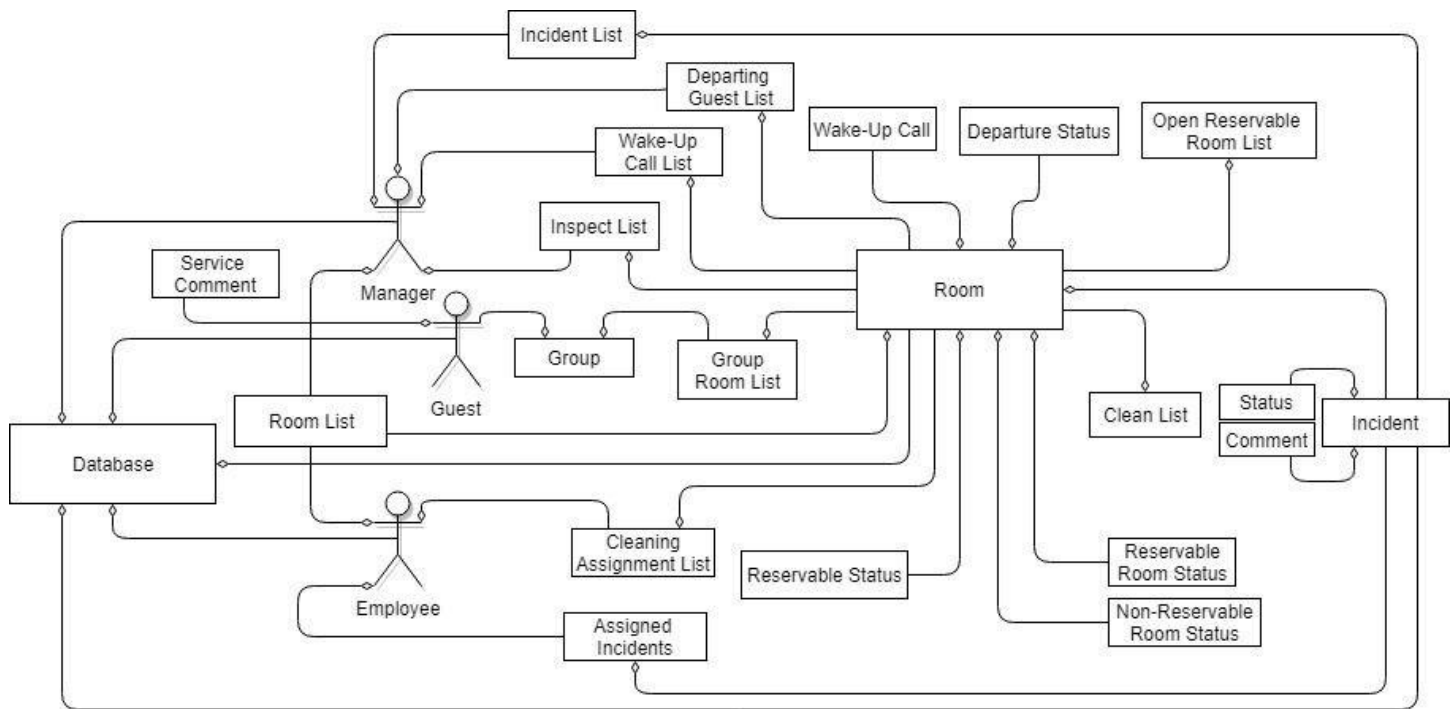 Incident List
Departing
Guest List
Wake-Up
Call List
Wake-Up Call
Departure Status
Open Reservable
Room List
Inspect List
Service
Comment
Manager
Room
Group
Group
Room List
Guest
Room List
Clean List
Status
Comment
Incident
Database
Cleaning
Assignment List
Reservable Status
Reservable
Room Status
Employee
Assigned
Incidents
Non-Reservable
Room Status